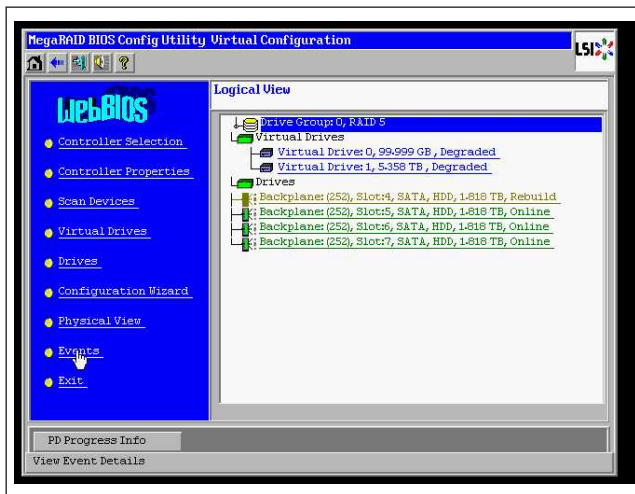 MegaRAID BIOS Config Utility Virtual Configuration
LSI
WebBIOS
Controller Selection
Controller Properties
Scan Devices
Virtual Drives
Drives
Configuration Wizard
Physical View
Events
Exit
Logical View
Drive Group: 0, RAID 5
Virtual Drives
Virtual Drive: 0, 99.999 GB , Degraded
Virtual Drive: 1, 5.358 TB , Degraded
Drives
Backplane: (252), Slot:4, SATA, HDD, 1.818 TB, Rebuild
Backplane: (252), Slot:5, SATA, HDD, 1.818 TB, Online
Backplane: (252), Slot:6, SATA, HDD, 1.818 TB, Online
Backplane: (252), Slot:7, SATA, HDD, 1.818 TB, Online
PD Progress Info
View Event Details